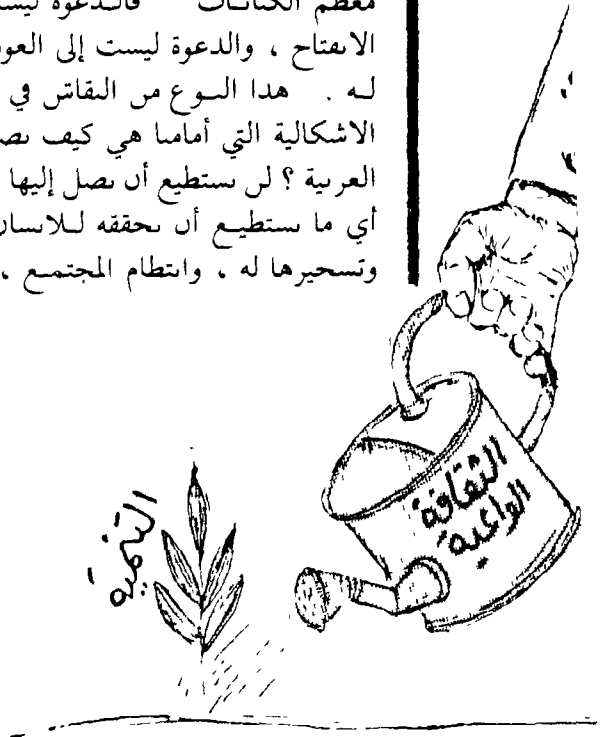 معظم الكتابات فالدعوة ليست
الانفتاح ، والدعوة ليست إلى العو
له . هذا النوع من النقاش في
الاشكالية التي أمامنا هي كيف نص
العربية ؟ لن نستطيع أن نصل إليها
أي ما نستطيع أن نحققه للانسان
وتسخيرها له ، وانتظام المجتمع ،
الثقافة
الواعية
التنمية